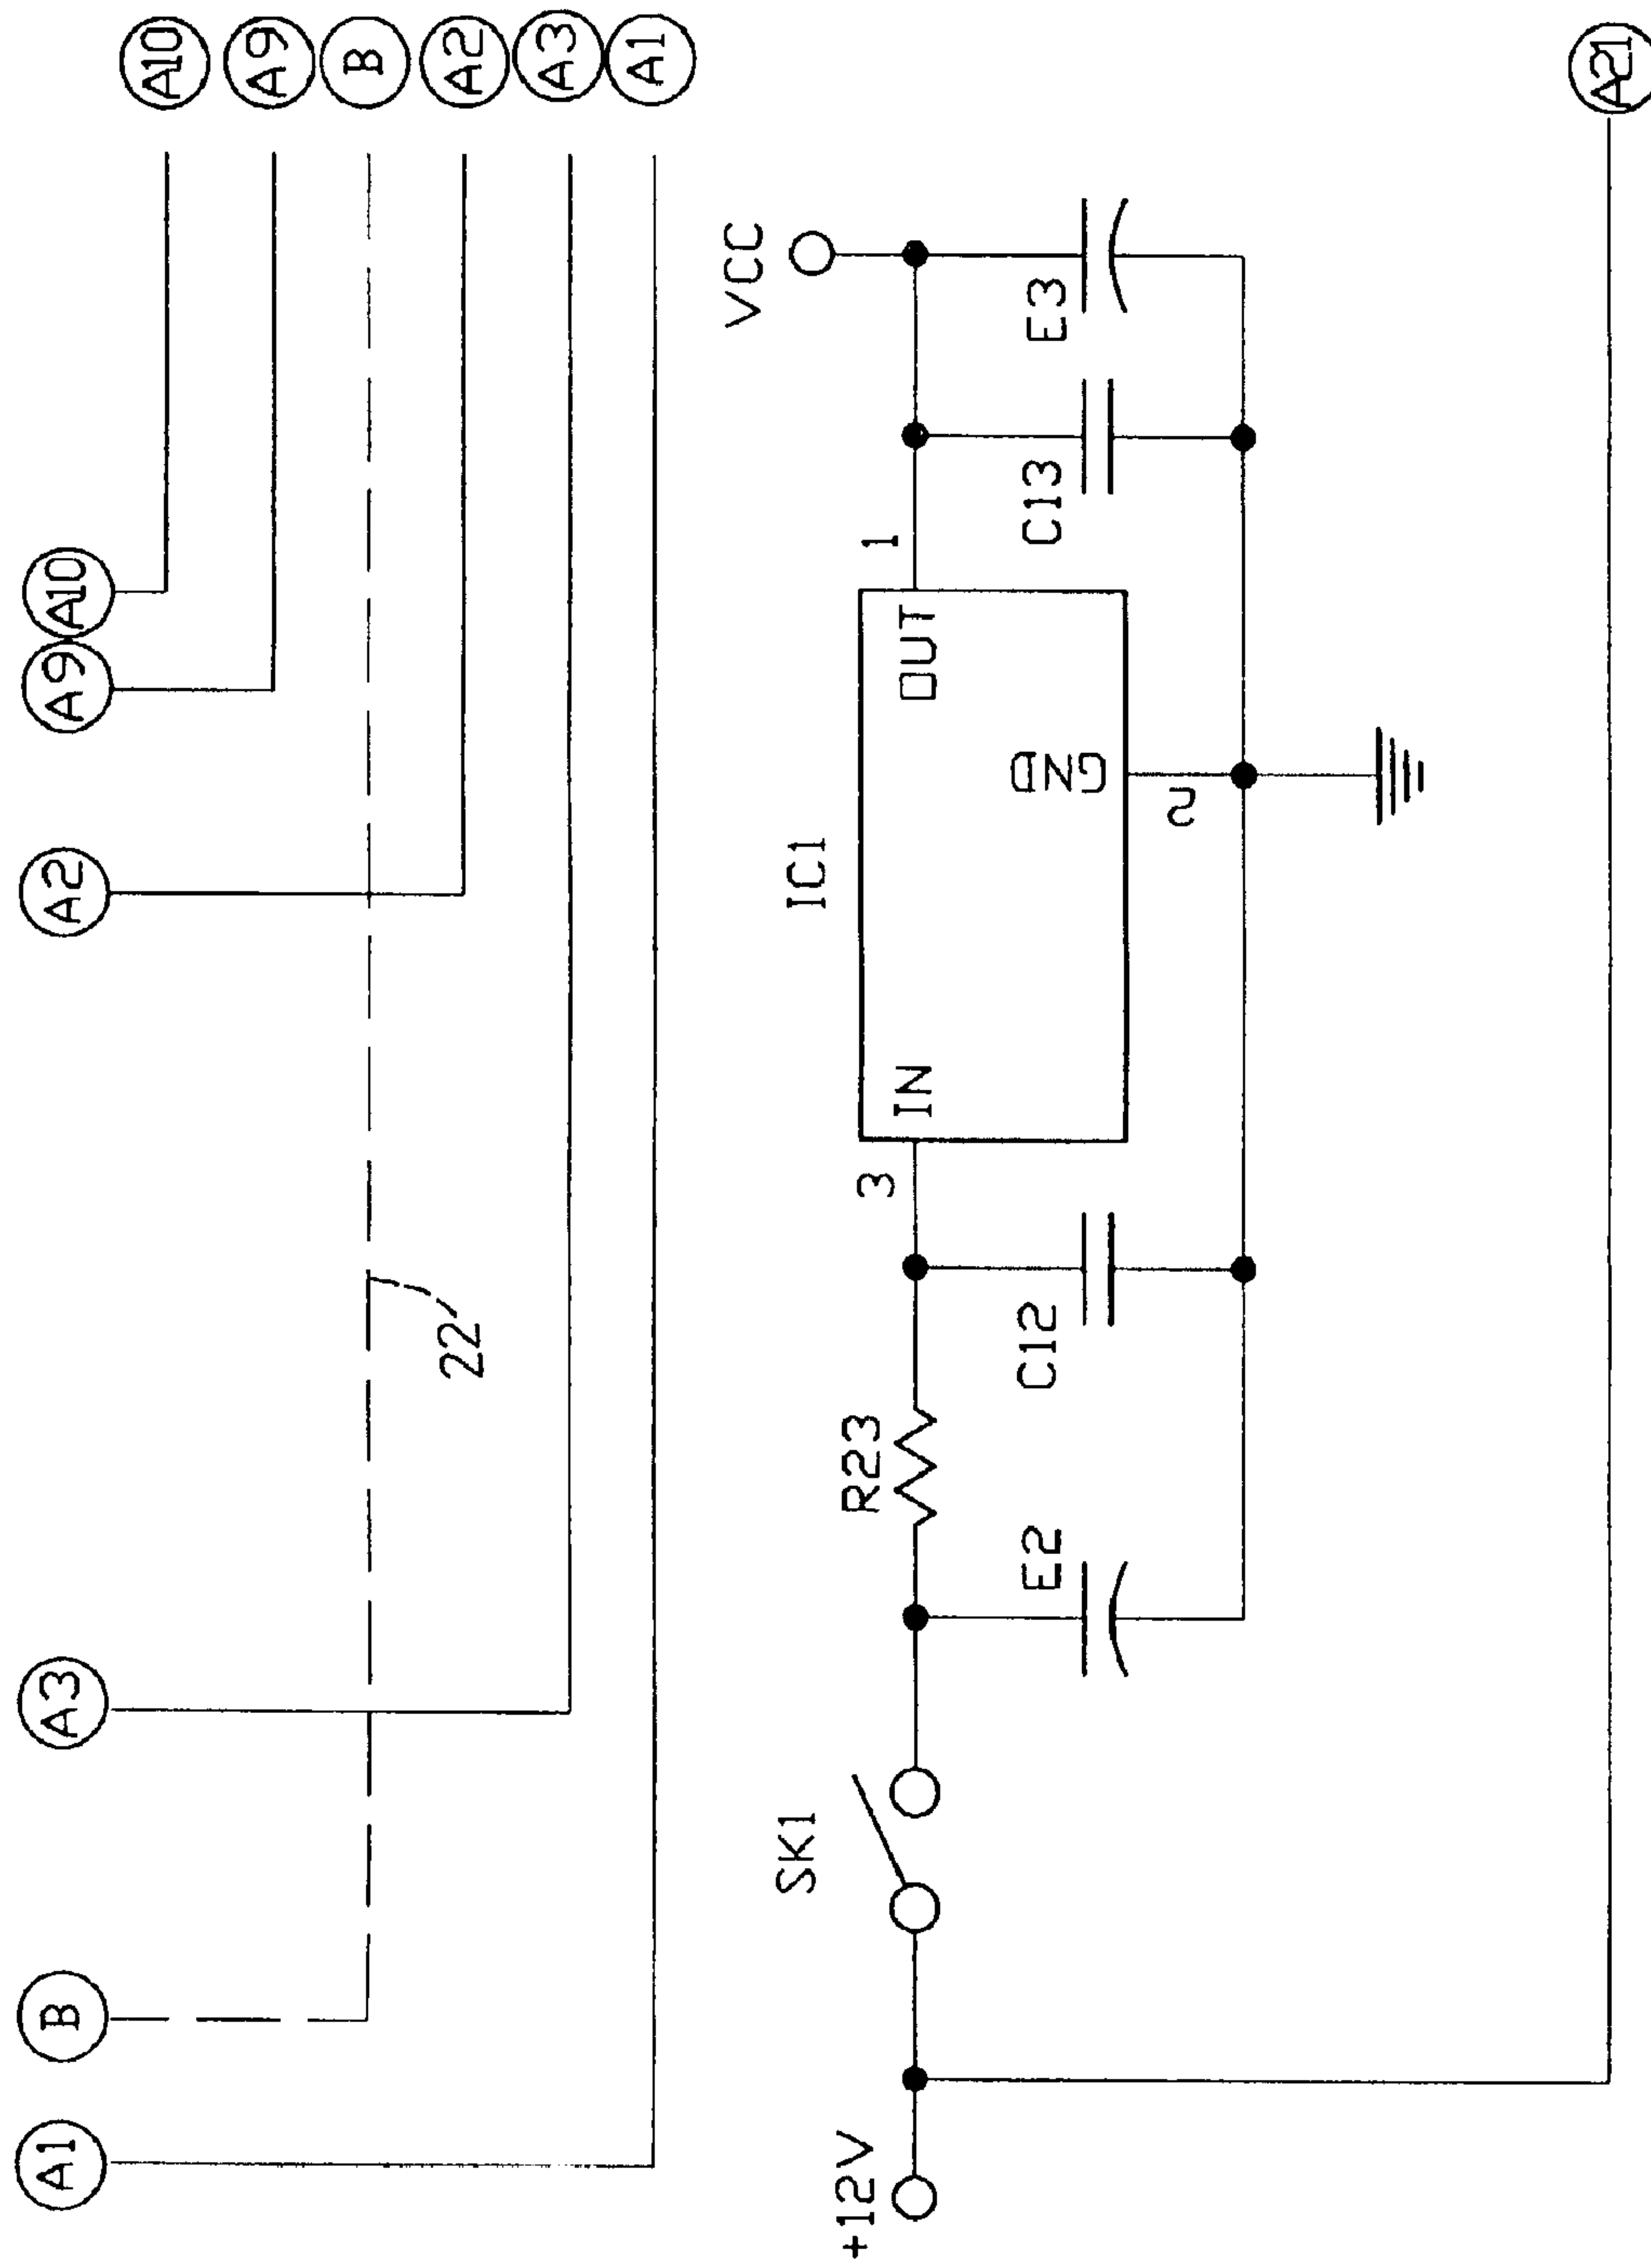 A1
B
A3
A2
A9
A10
A10
A9
B
A2
A3
A1
22
+12V
SK1
R23
3
IC1
IN
OUT
GND
1
2
VCC
E2
C12
C13
E3
A21